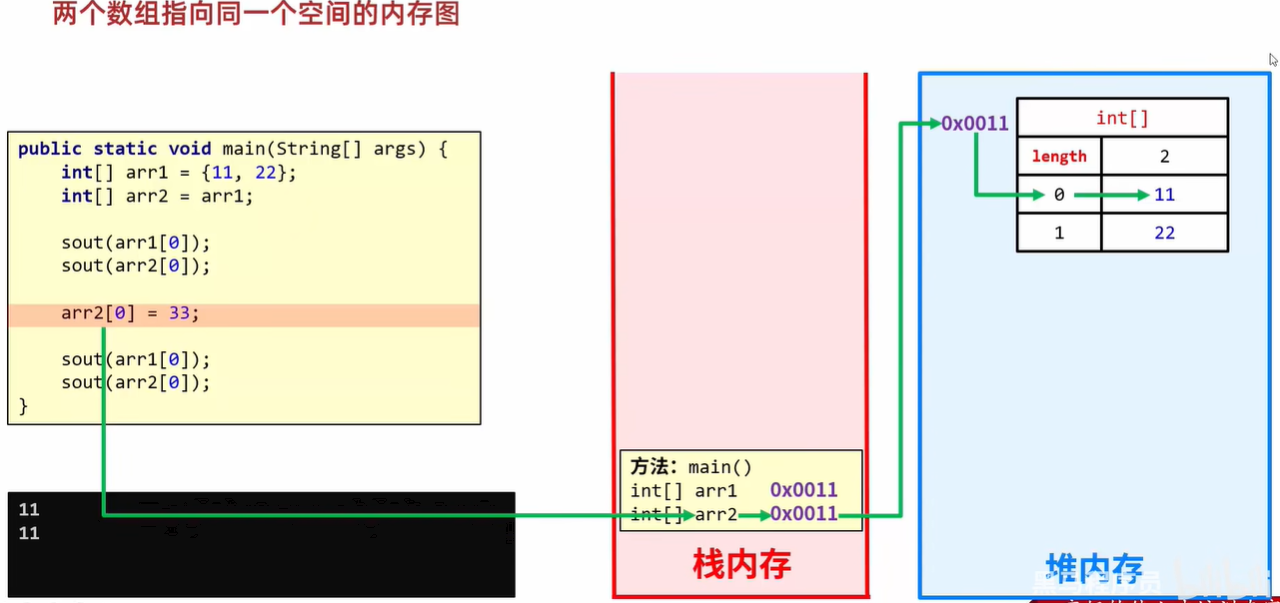 两个数组指向同一个空间的内存图
public static void main(String[] args) {
int[] arr1 = {11, 22};
int[] arr2 = arr1;
sout(arr1[0]);
sout(arr2[0]);
arr2[0] = 33;
sout(arr1[0]);
sout(arr2[0]);
}
11
11
方法：main()
int[] arr1 0x0011
int[] arr2 0x0011
栈内存
0x0011
int[]
length 2
0 11
1 22
堆内存